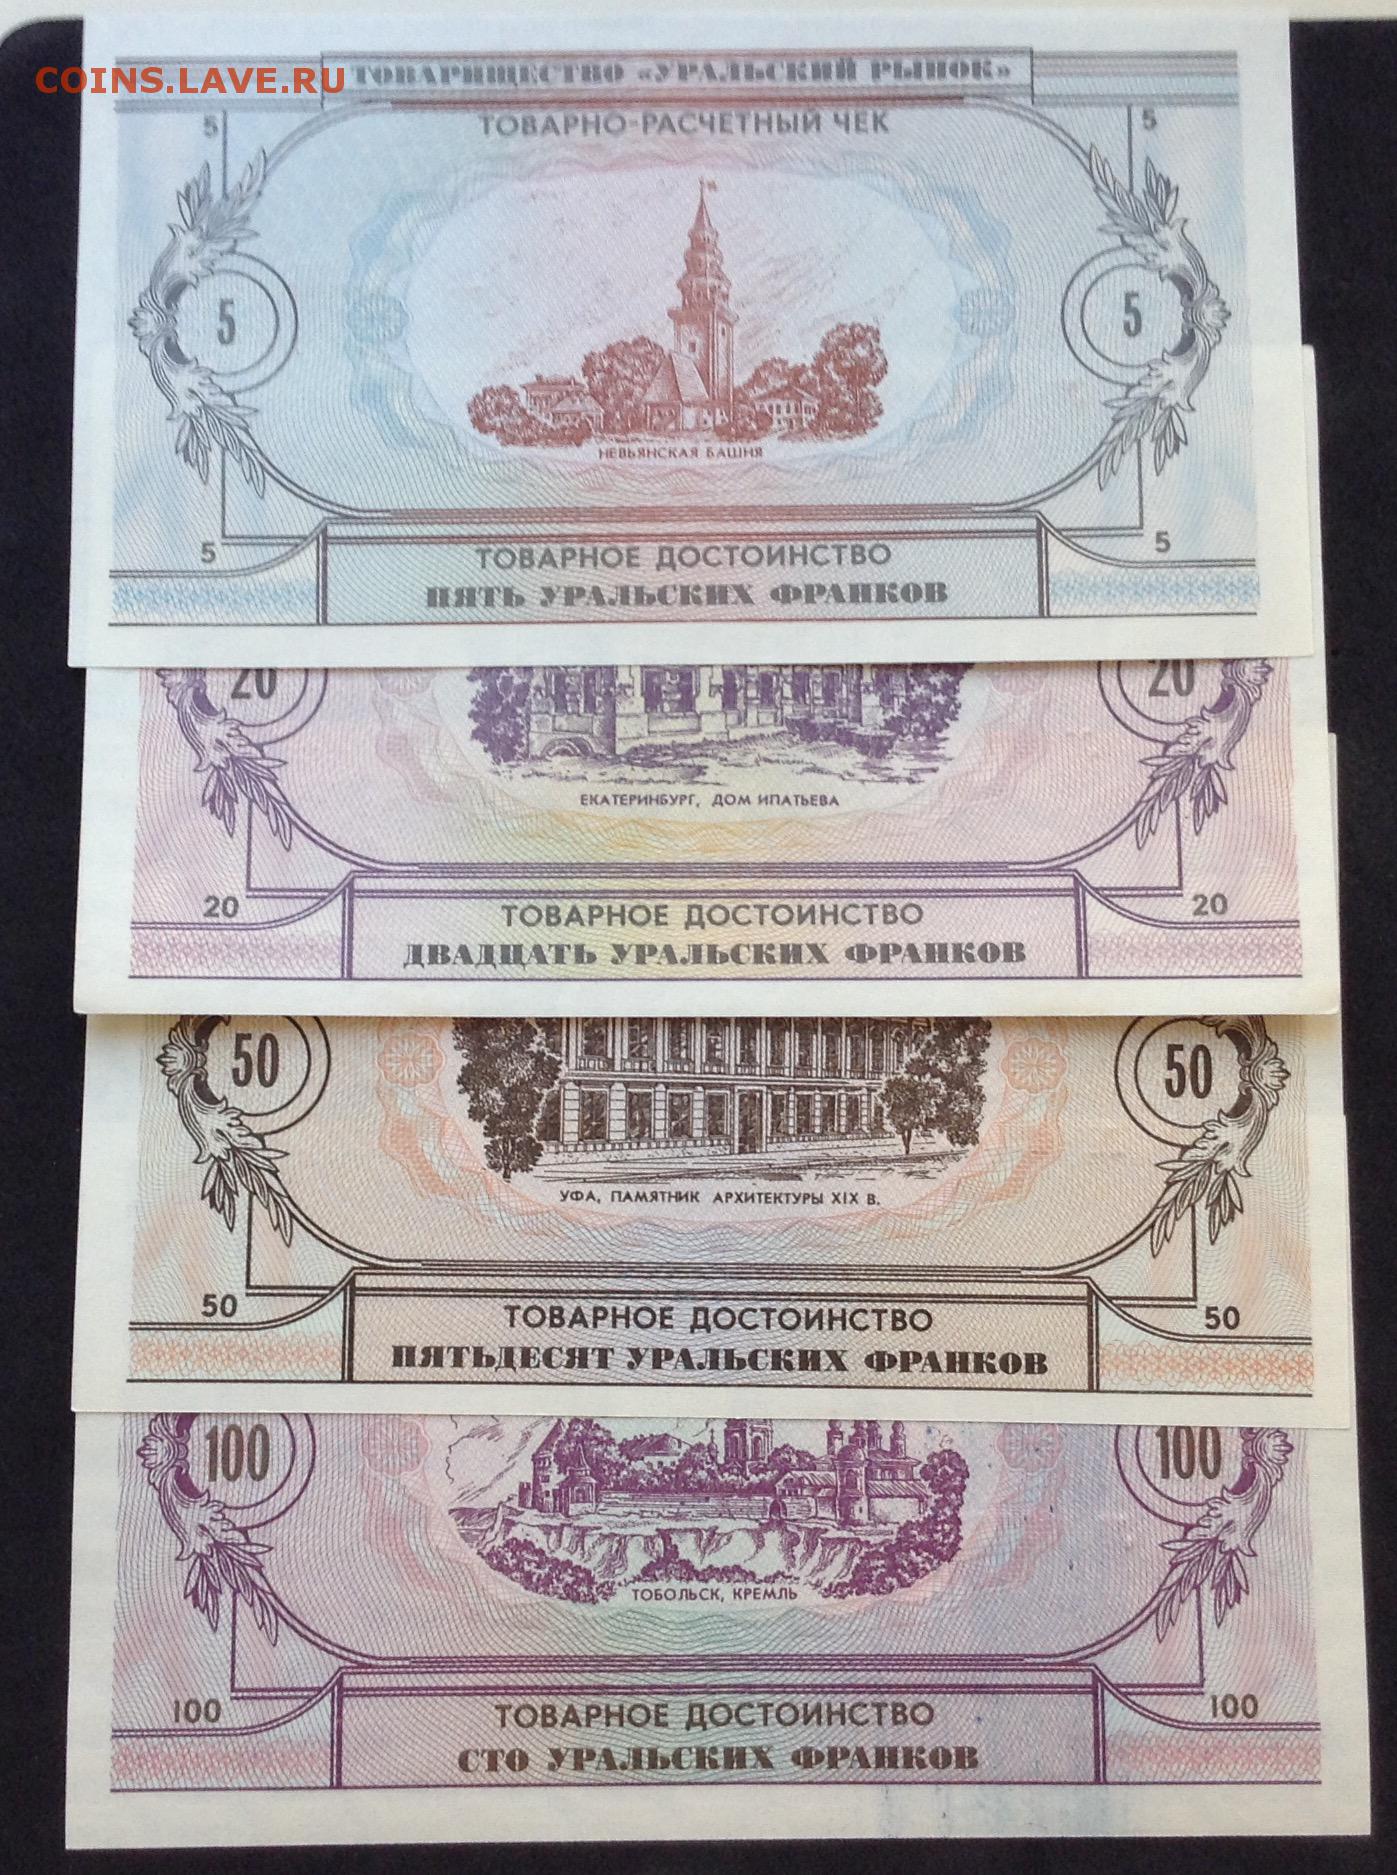 COINS.LAVE.RU
ТОВАРИЩЕСТВО «УРАЛЬСКИЙ РЫНОК»
ТОВАРНО-РАСЧЕТНЫЙ ЧЕК
5 5
5 5
НЕВЬЯНСКАЯ БАШНЯ
5 5
ТОВАРНОЕ ДОСТОИНСТВО
ПЯТЬ УРАЛЬСКИХ ФРАНКОВ
20 20
ЕКАТЕРИНБУРГ, ДОМ ИПАТЬЕВА
20 20
ТОВАРНОЕ ДОСТОИНСТВО
ДВАДЦАТЬ УРАЛЬСКИХ ФРАНКОВ
50 50
УФА, ПАМЯТНИК АРХИТЕКТУРЫ XIX В.
50 50
ТОВАРНОЕ ДОСТОИНСТВО
ПЯТЬДЕСЯТ УРАЛЬСКИХ ФРАНКОВ
100 100
ТОБОЛЬСК, КРЕМЛЬ
100 100
ТОВАРНОЕ ДОСТОИНСТВО
СТО УРАЛЬСКИХ ФРАНКОВ